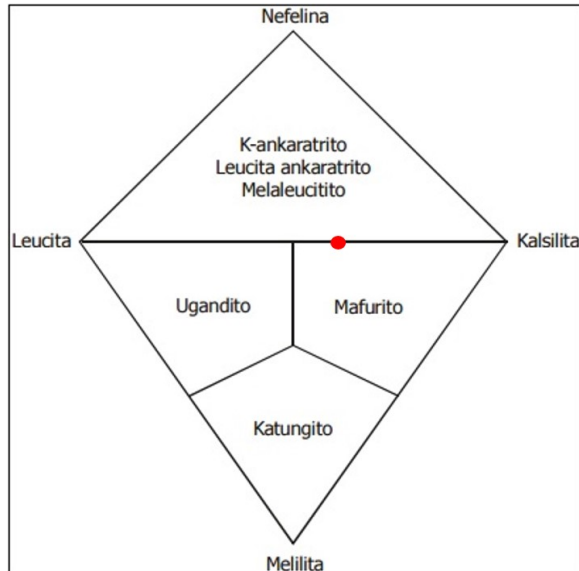 Nefelina
K-ankaratrito
Leucita ankaratrito
Melaleucitito
Leucita
Kalsilita
Ugandito
Mafurito
Katungito
Melilita